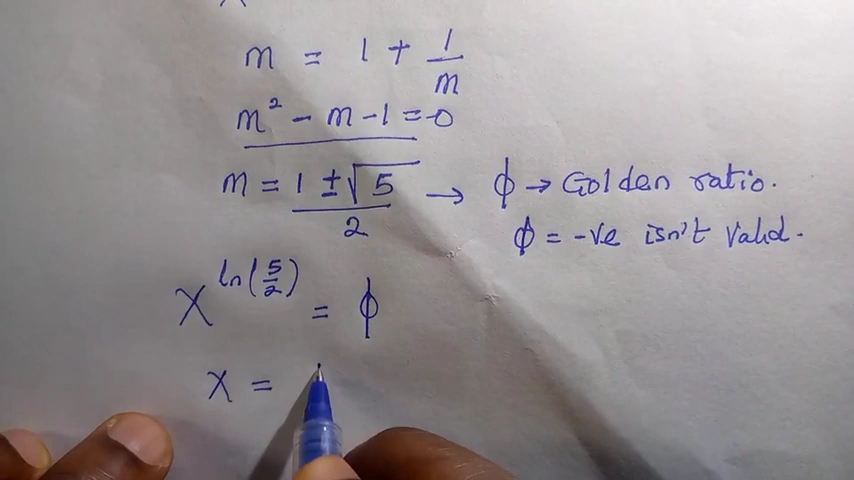 m = 1 + 1/m
m² - m - 1 = 0
m = (1 ± √5)/2 → ϕ → Golden ratio.
ϕ = -ve isn't valid.
x^ln(5/2) = ϕ
x =